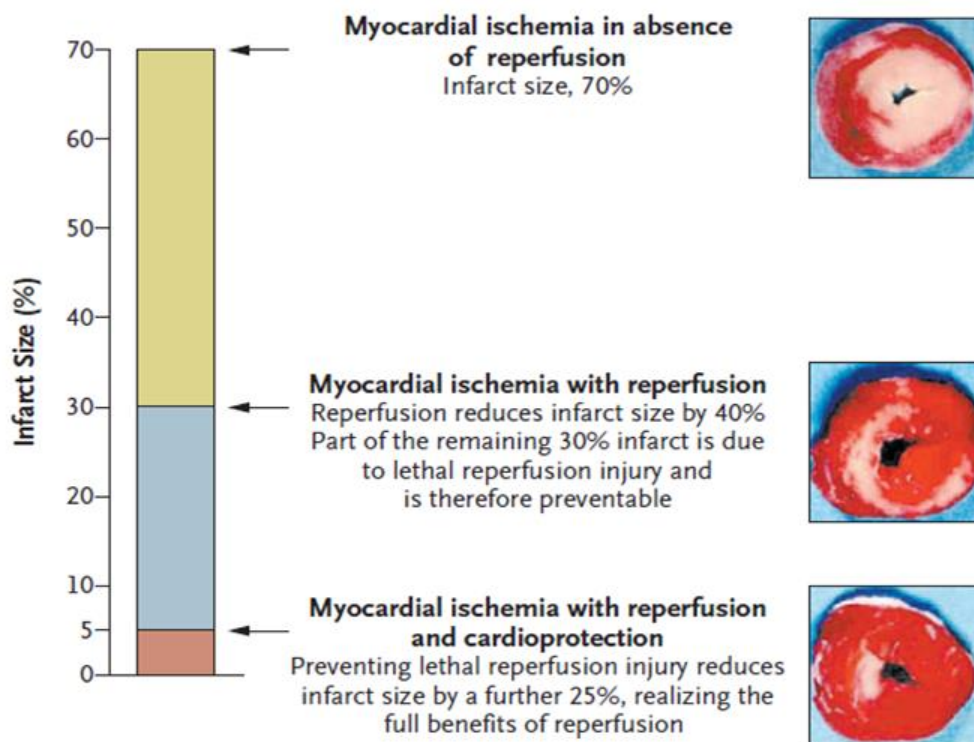 Myocardial ischemia in absence
of reperfusion
Infarct size, 70%
70
60
50
40
30
20
10
5
0
Infarct Size (%)
Myocardial ischemia with reperfusion
Reperfusion reduces infarct size by 40%
Part of the remaining 30% infarct is due
to lethal reperfusion injury and
is therefore preventable
Myocardial ischemia with reperfusion
and cardioprotection
Preventing lethal reperfusion injury reduces
infarct size by a further 25%, realizing the
full benefits of reperfusion